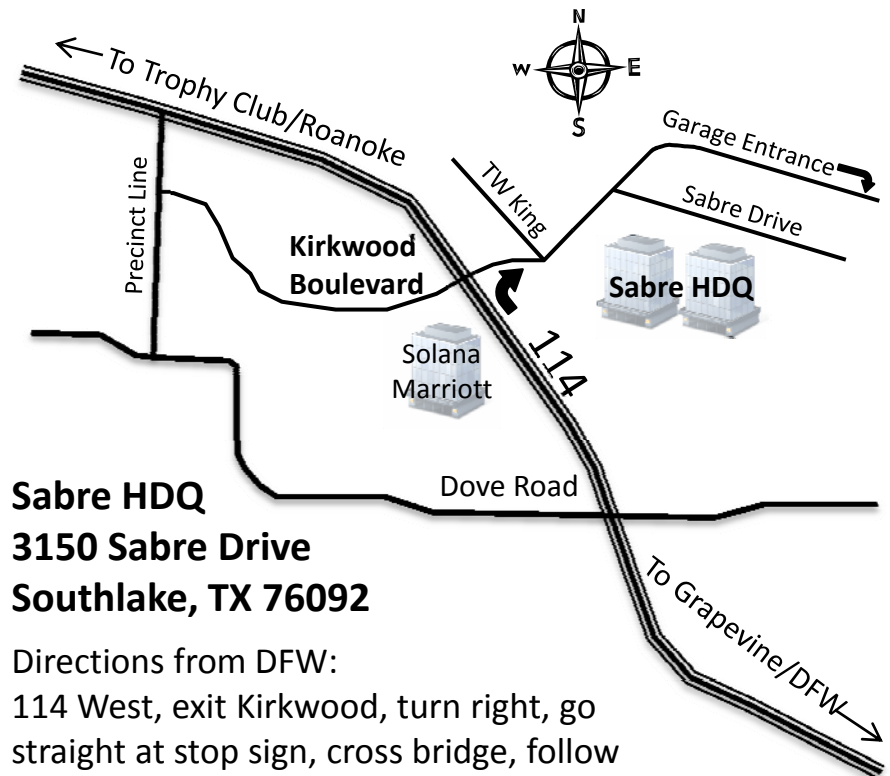 N
W
E
S
To Trophy Club/Roanoke
Garage Entrance
TW King
Sabre Drive
Precinct Line
Kirkwood
Boulevard
Sabre HDQ
114
Solana
Marriott
Dove Road
Sabre HDQ
3150 Sabre Drive
Southlake, TX 76092
To Grapevine/DFW
Directions from DFW:
114 West, exit Kirkwood, turn right, go
straight at stop sign, cross bridge, follow